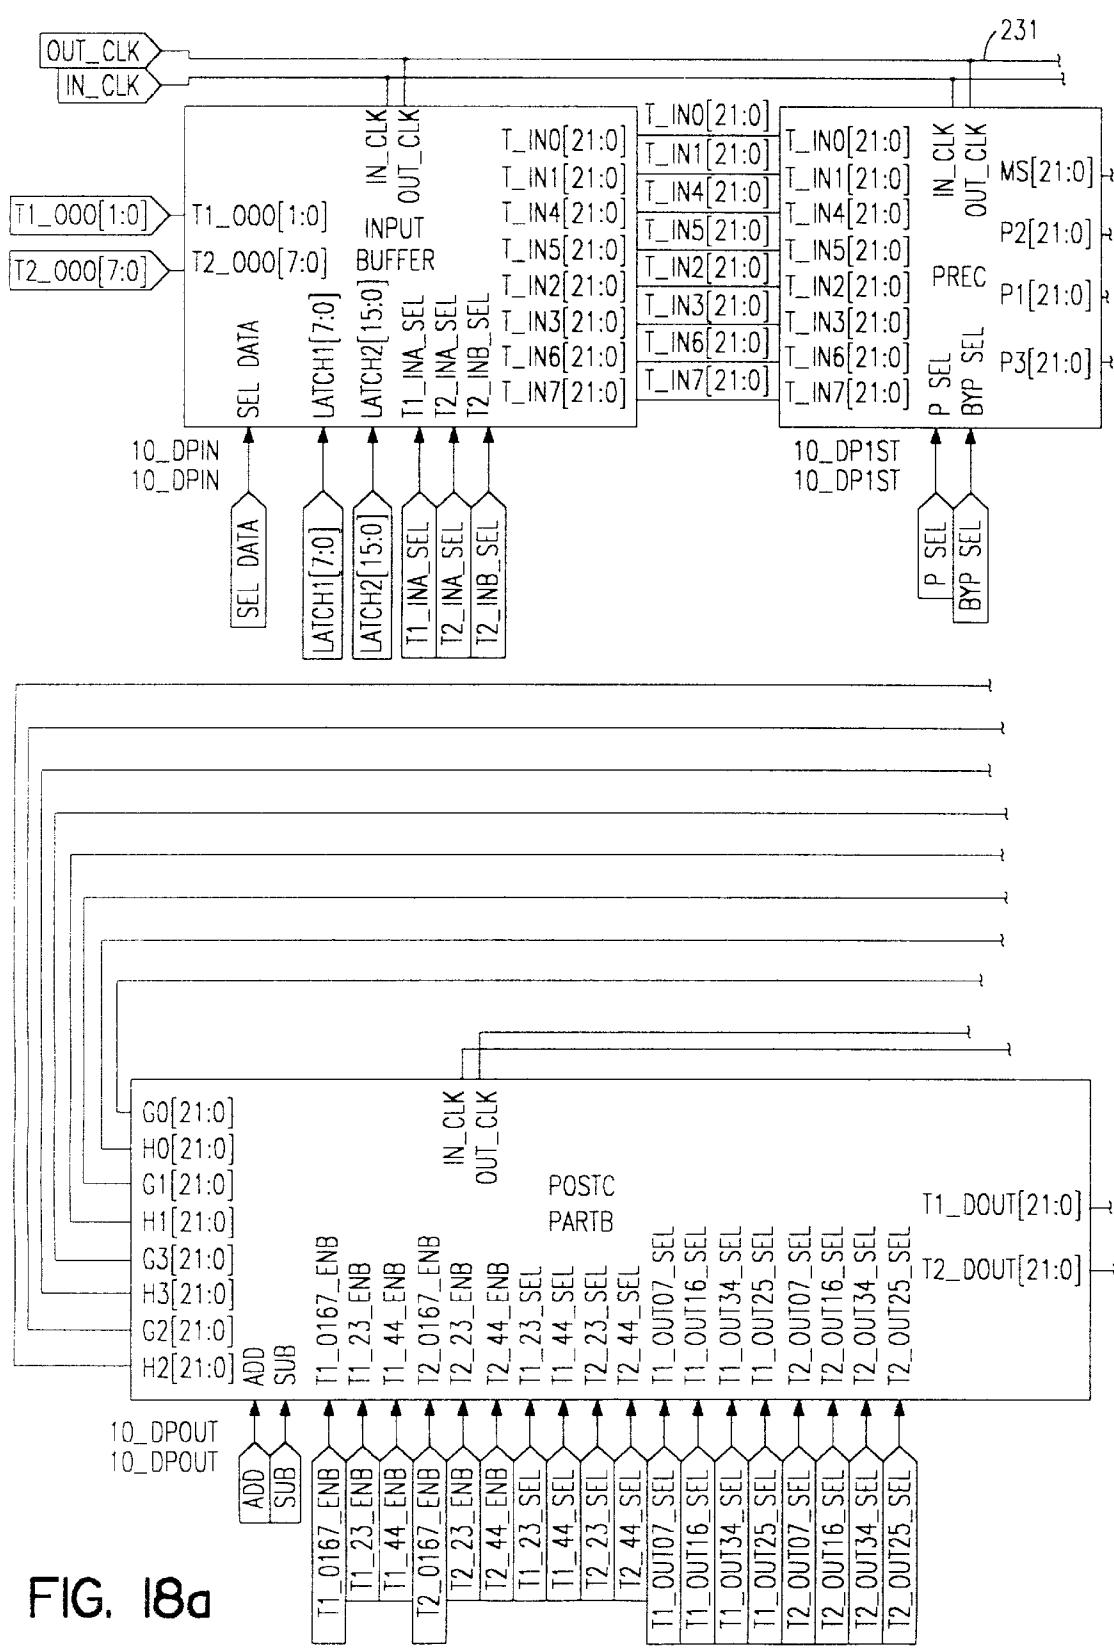 231
OUT_CLK
IN_CLK
T1_000[1:0]
T2_000[7:0]
IN_CLK
OUT_CLK
T1_000[1:0]
T2_000[7:0]
INPUT
BUFFER
SEL DATA
LATCH1[7:0]
LATCH2[15:0]
T1_INA_SEL
T2_INA_SEL
T2_INB_SEL
T_IN0[21:0]
T_IN1[21:0]
T_IN4[21:0]
T_IN5[21:0]
T_IN2[21:0]
T_IN3[21:0]
T_IN6[21:0]
T_IN7[21:0]
T_IN0[21:0]
T_IN1[21:0]
T_IN4[21:0]
T_IN5[21:0]
T_IN2[21:0]
T_IN3[21:0]
T_IN6[21:0]
T_IN7[21:0]
T_IN0[21:0]
T_IN1[21:0]
T_IN4[21:0]
T_IN5[21:0]
T_IN2[21:0]
T_IN3[21:0]
T_IN6[21:0]
T_IN7[21:0]
IN_CLK
OUT_CLK
PREC
P SEL
BYP SEL
MS[21:0]
P2[21:0]
P1[21:0]
P3[21:0]
10_DPIN
10_DPIN
10_DP1ST
10_DP1ST
SEL DATA
LATCH1[7:0]
LATCH2[15:0]
T1_INA_SEL
T2_INA_SEL
T2_INB_SEL
P SEL
BYP SEL
G0[21:0]
H0[21:0]
G1[21:0]
H1[21:0]
G3[21:0]
H3[21:0]
G2[21:0]
H2[21:0]
IN_CLK
OUT_CLK
POSTC
PARTB
T1_DOUT[21:0]
T2_DOUT[21:0]
ADD
SUB
T1_0167_ENB
T1_23_ENB
T1_44_ENB
T2_0167_ENB
T2_23_ENB
T2_44_ENB
T1_23_SEL
T1_44_SEL
T2_23_SEL
T2_44_SEL
T1_OUT07_SEL
T1_OUT16_SEL
T1_OUT34_SEL
T1_OUT25_SEL
T2_OUT07_SEL
T2_OUT16_SEL
T2_OUT34_SEL
T2_OUT25_SEL
10_DPOUT
10_DPOUT
ADD
SUB
T1_0167_ENB
T1_23_ENB
T1_44_ENB
T2_0167_ENB
T2_23_ENB
T2_44_ENB
T1_23_SEL
T1_44_SEL
T2_23_SEL
T2_44_SEL
T1_OUT07_SEL
T1_OUT16_SEL
T1_OUT34_SEL
T1_OUT25_SEL
T2_OUT07_SEL
T2_OUT16_SEL
T2_OUT34_SEL
T2_OUT25_SEL
FIG. 18a